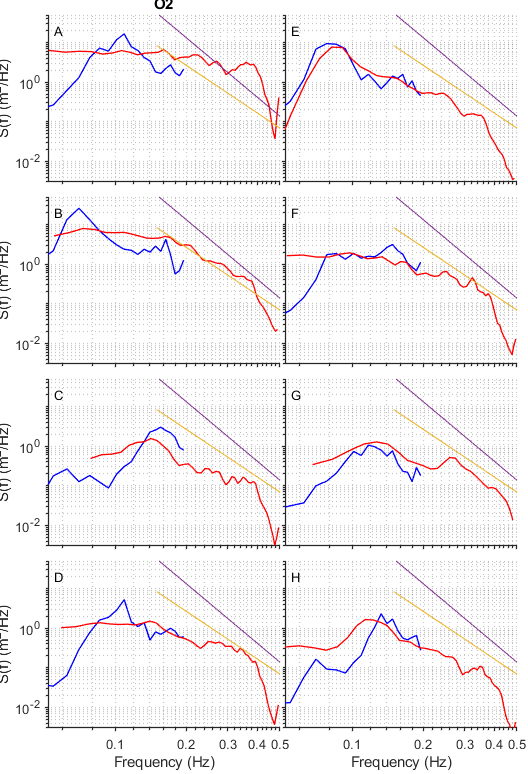 O2
A
E
S(f) (m²/Hz)
10⁰
10⁻²
B
F
S(f) (m²/Hz)
10⁰
10⁻²
C
G
S(f) (m²/Hz)
10⁰
10⁻²
D
H
S(f) (m²/Hz)
10⁰
10⁻²
0.1 0.2 0.3 0.4 0.5 0.1 0.2 0.3 0.4 0.5
Frequency (Hz) Frequency (Hz)